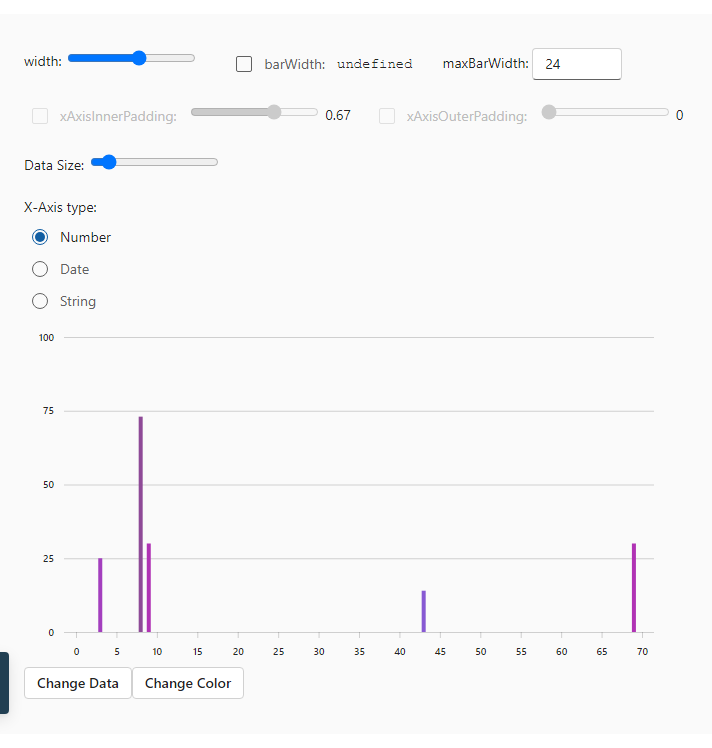 width: barWidth: undefined maxBarWidth: 24
xAxisInnerPadding: 0.67 xAxisOuterPadding: 0
Data Size:
X-Axis type:
Number
Date
String
100
75
50
25
0
0 5 10 15 20 25 30 35 40 45 50 55 60 65 70
Change Data Change Color